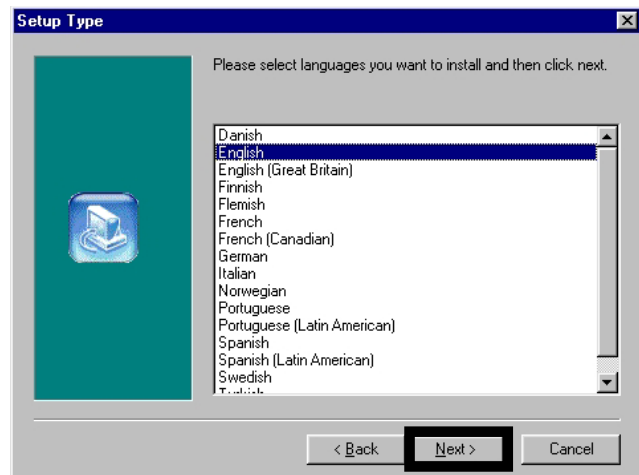 Setup Type
Please select languages you want to install and then click next.
Danish
English
English (Great Britain)
Finnish
Flemish
French
French (Canadian)
German
Italian
Norwegian
Portuguese
Portuguese (Latin American)
Spanish
Spanish (Latin American)
Swedish
< Back
Next >
Cancel